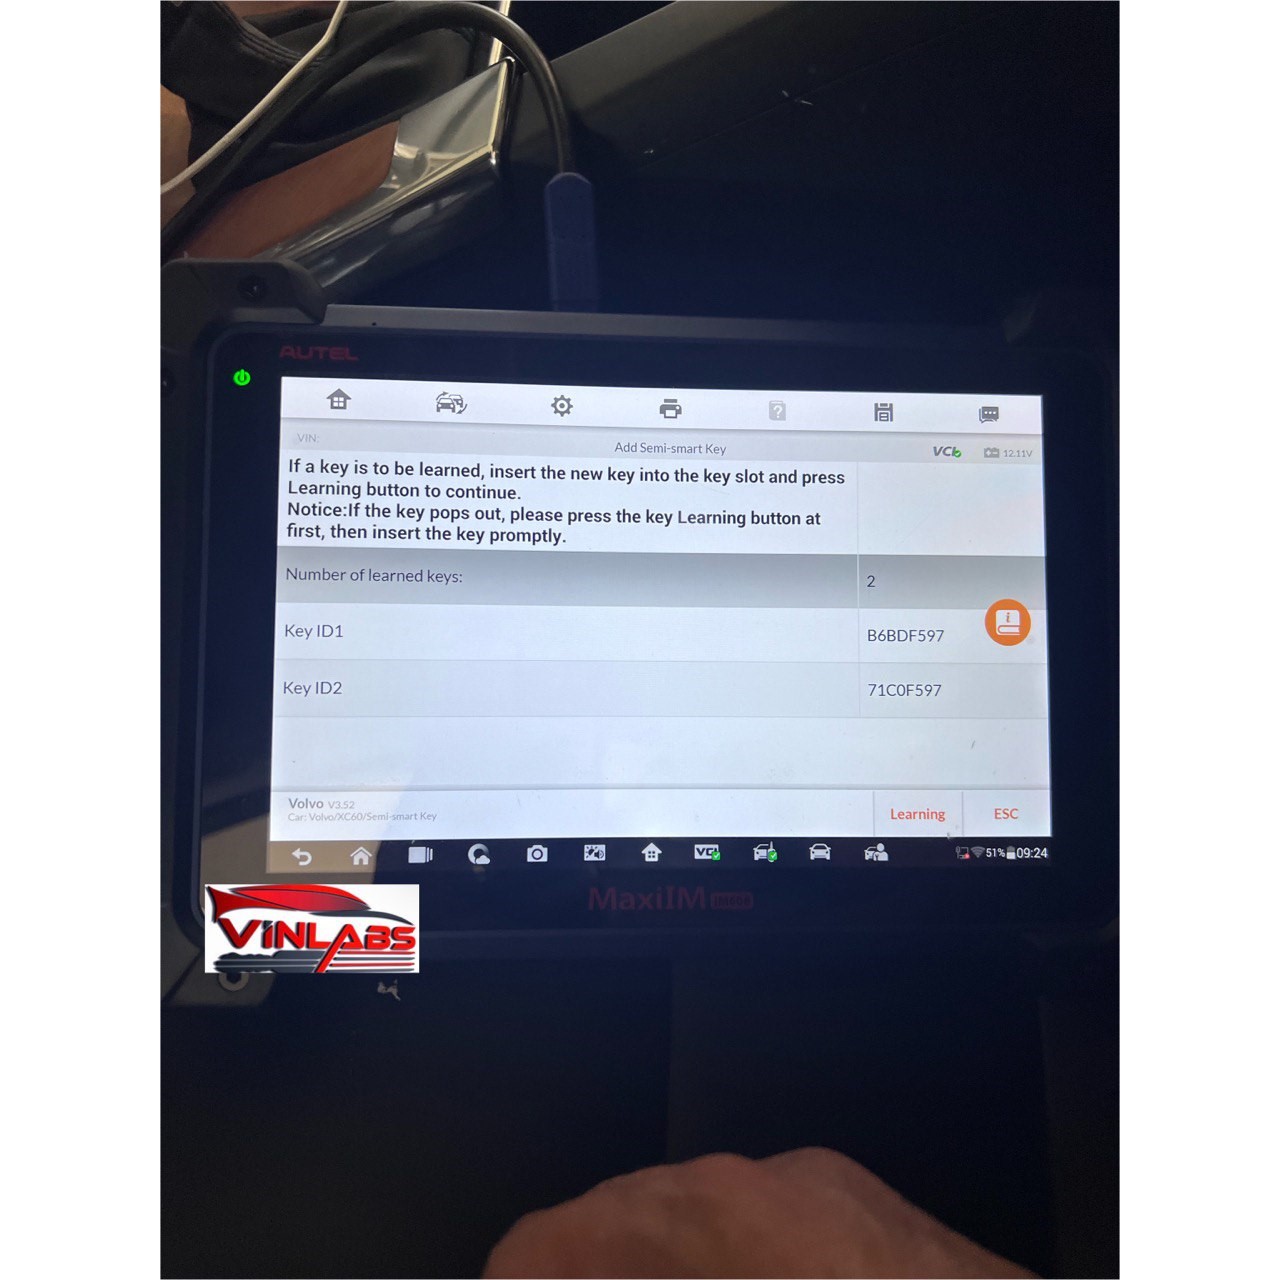 AUTEL
VIN:
Add Semi-smart Key
VCI
12.11V
If a key is to be learned, insert the new key into the key slot and press
Learning button to continue.
Notice:If the key pops out, please press the key Learning button at
first, then insert the key promptly.
Number of learned keys:
2
Key ID1
B6BDF597
Key ID2
71C0F597
Volvo V3.52
Car: Volvo/XC60/Semi-smart Key
Learning
ESC
VCI
51%
09:24
MaxiIM
VINLABS